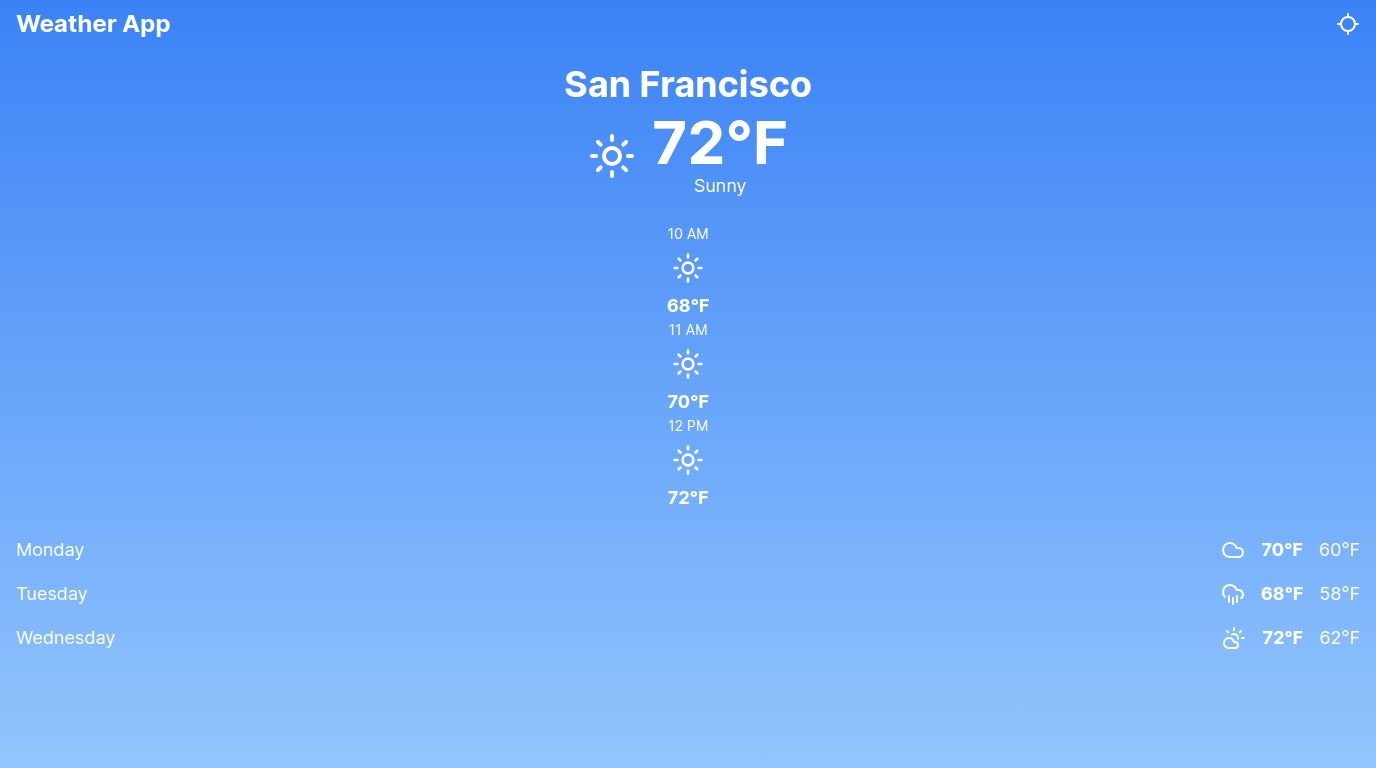 Weather App
San Francisco
72°F
Sunny
10 AM
68°F
11 AM
70°F
12 PM
72°F
Monday 70°F 60°F
Tuesday 68°F 58°F
Wednesday 72°F 62°F